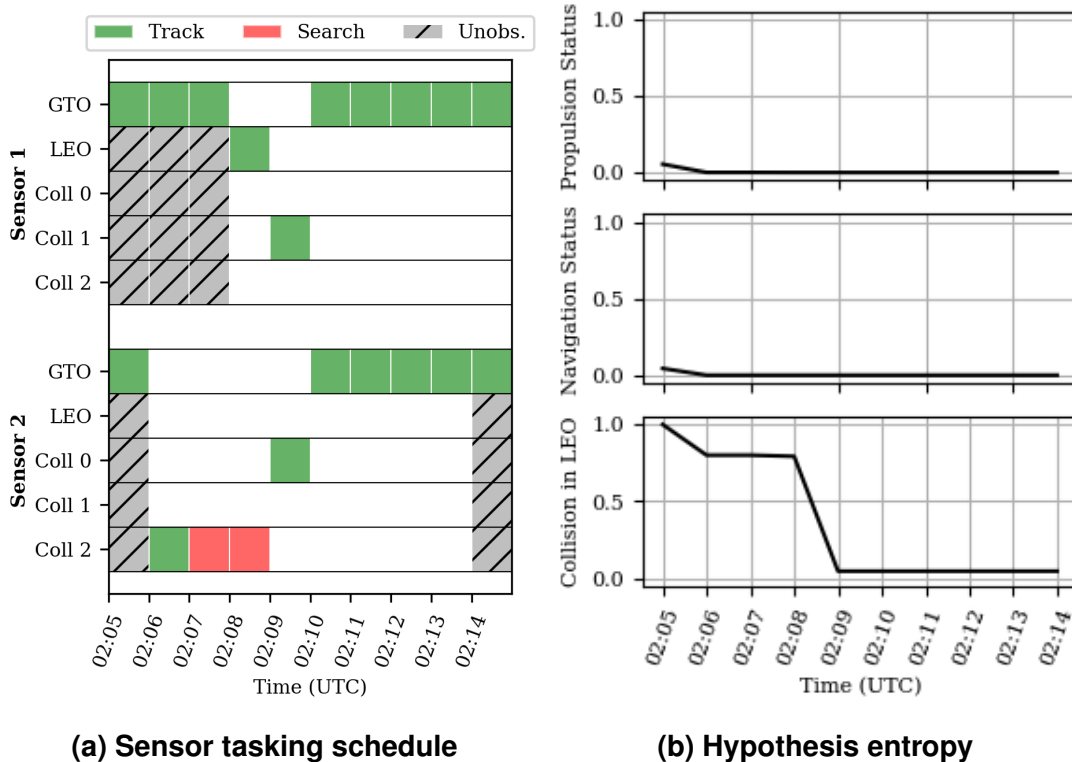 Track Search Unobs.
Sensor 1
GTO
LEO
Coll 0
Coll 1
Coll 2
Sensor 2
GTO
LEO
Coll 0
Coll 1
Coll 2
02:05 02:06 02:07 02:08 02:09 02:10 02:11 02:12 02:13 02:14
Time (UTC)
(a) Sensor tasking schedule
Propulsion Status
1.0
0.5
0.0
Navigation Status
1.0
0.5
0.0
Collision in LEO
1.0
0.5
0.0
02:05 02:06 02:07 02:08 02:09 02:10 02:11 02:12 02:13 02:14
Time (UTC)
(b) Hypothesis entropy